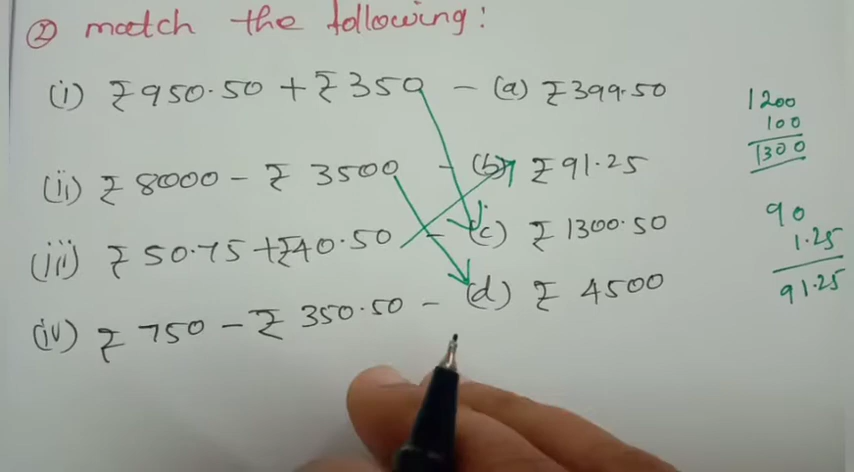 ② match the following:
(i) ₹950.50 + ₹350 - (a) ₹399.50
(ii) ₹ 8000 - ₹ 3500 - (b) ₹91.25
(iii) ₹ 50.75 + ₹40.50 - (c) ₹ 1300.50
(iv) ₹ 750 - ₹ 350.50 - (d) ₹ 4500
1200
100
1300
90
1.25
91.25